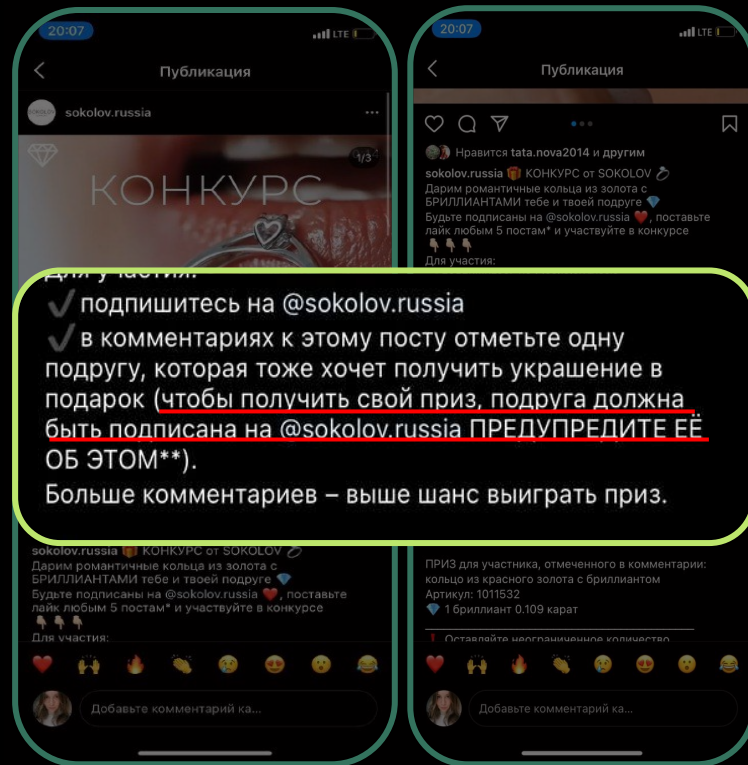 20:07
LTE
Публикация
sokolov.russia
1/3
КОНКУРС
20:07
LTE
Публикация
Нравится tata.nova2014 и другим
sokolov.russia 🎁 КОНКУРС от SOKOLOV 💍
Дарим романтичные кольца из золота с
БРИЛЛИАНТАМИ тебе и твоей подруге 💎
Будьте подписаны на @sokolov.russia ❤️, поставьте
лайк любым 5 постам* и участвуйте в конкурсе
👇🏻👇🏻👇🏻
Для участия:
Для участия:
✔️подпишитесь на @sokolov.russia
✔️в комментариях к этому посту отметьте одну
подругу, которая тоже хочет получить украшение в
подарок (чтобы получить свой приз, подруга должна
быть подписана на @sokolov.russia ПРЕДУПРЕДИТЕ ЕЁ
ОБ ЭТОМ**).
Больше комментариев – выше шанс выиграть приз.
sokolov.russia 🎁 КОНКУРС от SOKOLOV 💍
Дарим романтичные кольца из золота с
БРИЛЛИАНТАМИ тебе и твоей подруге 💎
Будьте подписаны на @sokolov.russia ❤️, поставьте
лайк любым 5 постам* и участвуйте в конкурсе
👇🏻👇🏻👇🏻
Для участия:
Добавьте комментарий ка...
ПРИЗ для участника, отмеченного в комментарии:
кольцо из красного золота с бриллиантом
Артикул: 1011532
💎 1 бриллиант 0.109 карат
❗ Оставляйте неограниченное количество
Добавьте комментарий ка...